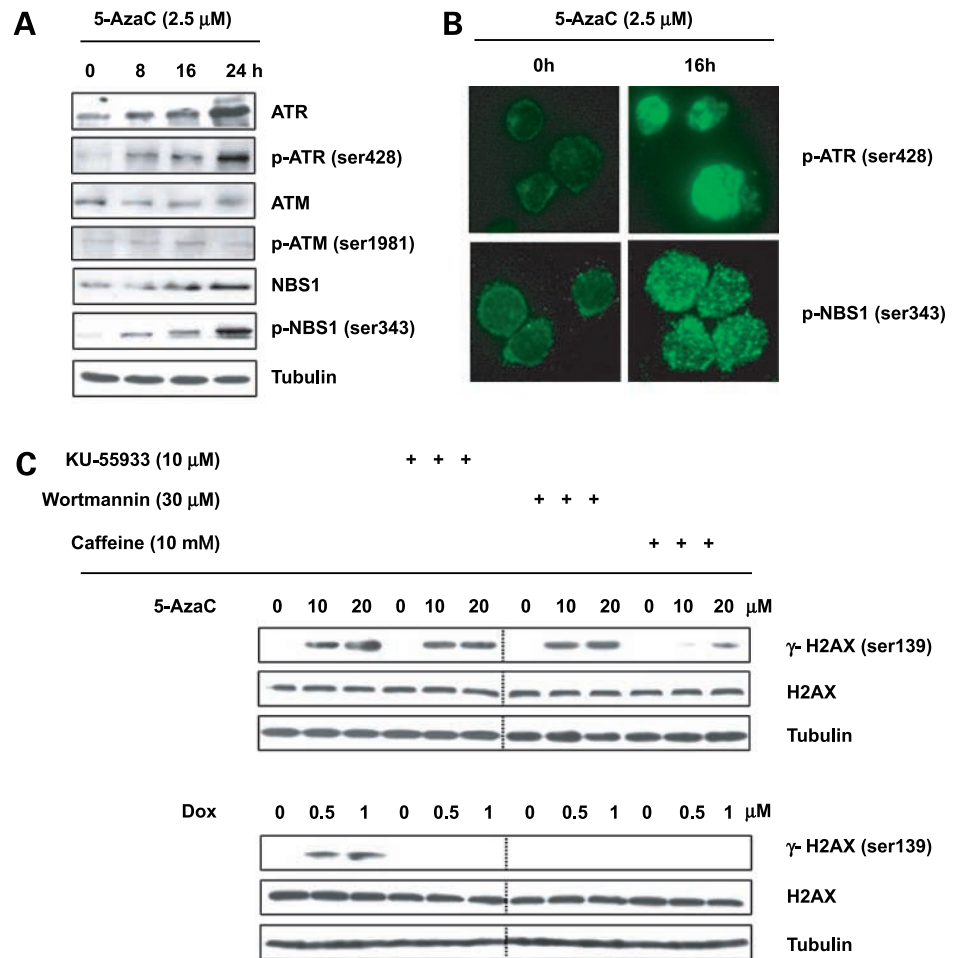 A
5-AzaC (2.5 μM)
0 8 16 24 h
ATR
p-ATR (ser428)
ATM
p-ATM (ser1981)
NBS1
p-NBS1 (ser343)
Tubulin
B
5-AzaC (2.5 μM)
0h 16h
p-ATR (ser428)
p-NBS1 (ser343)
C
KU-55933 (10 μM) + + +
Wortmannin (30 μM) + + +
Caffeine (10 mM) + + +
5-AzaC 0 10 20 0 10 20 0 10 20 0 10 20 μM
γ- H2AX (ser139)
H2AX
Tubulin
Dox 0 0.5 1 0 0.5 1 0 0.5 1 0 0.5 1 μM
γ- H2AX (ser139)
H2AX
Tubulin